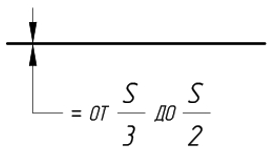 = от S/3 до S/2